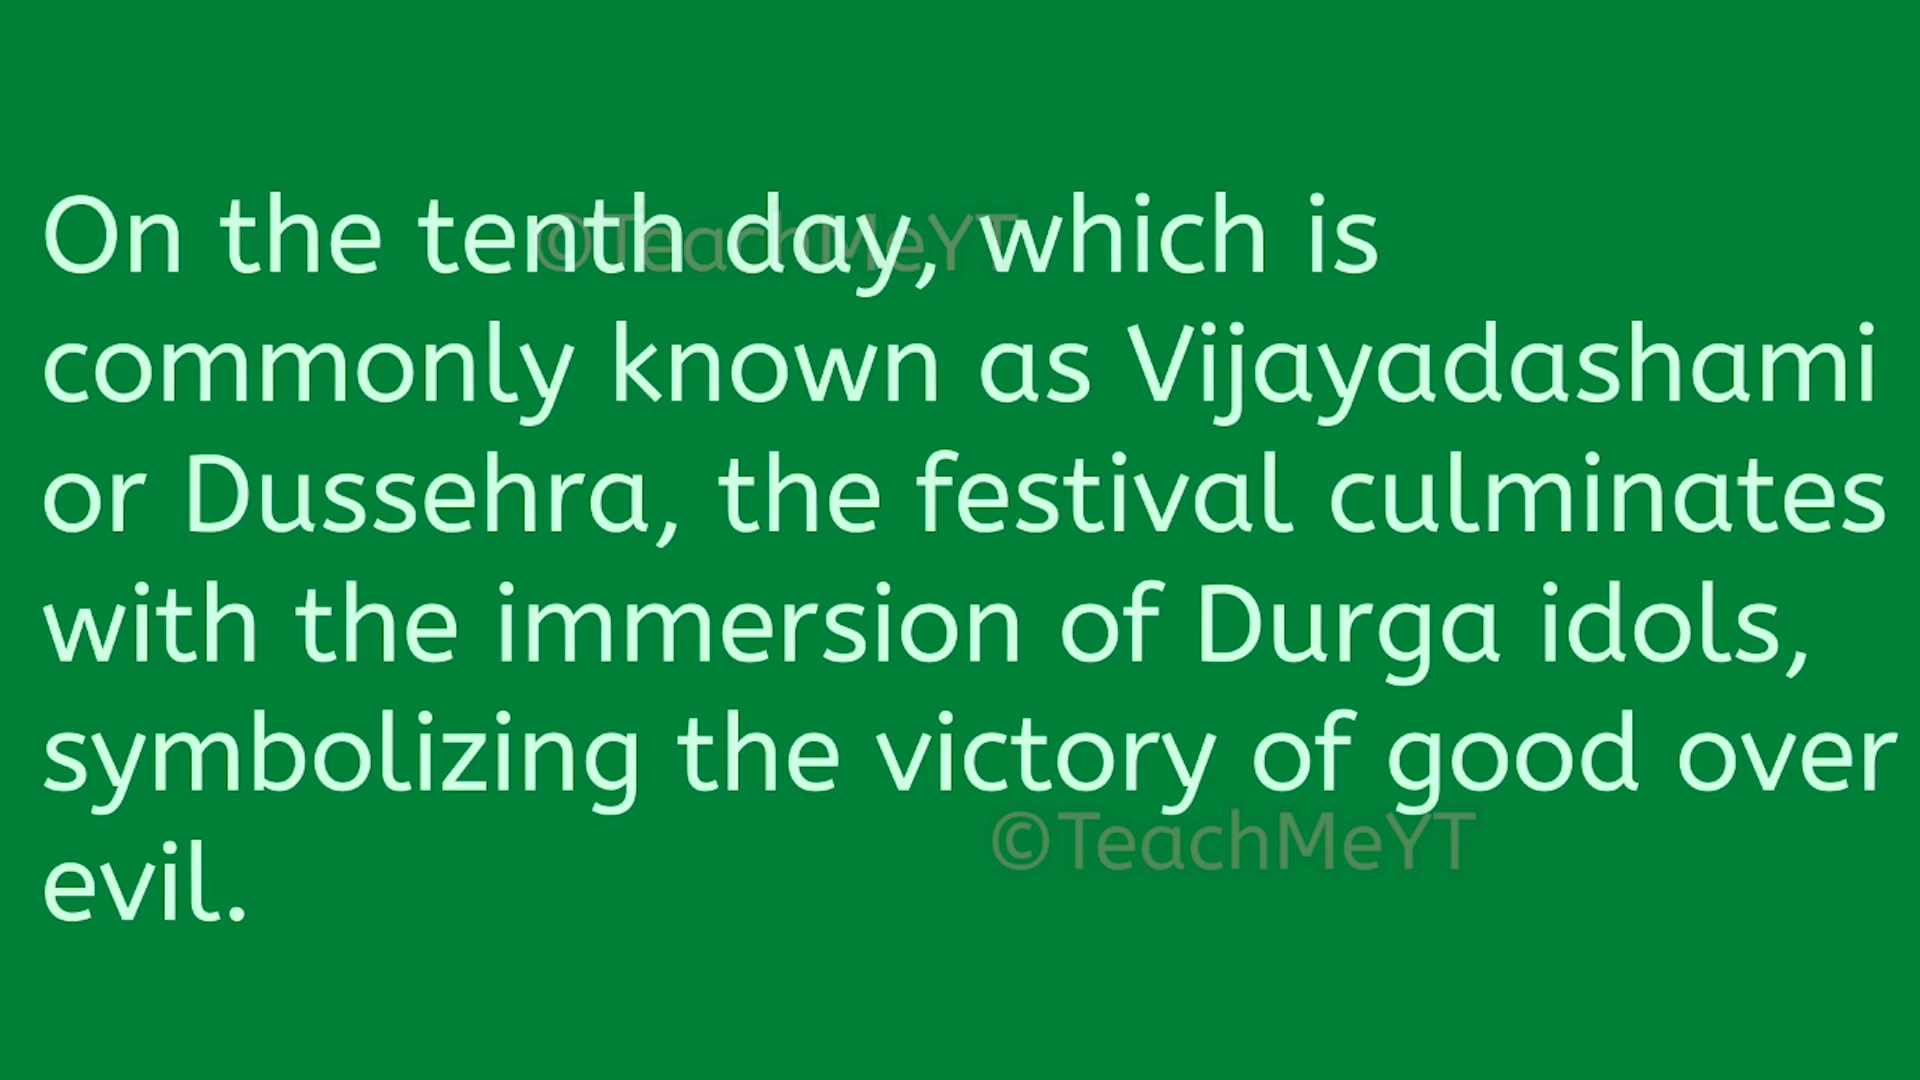 On the tenth day, which is
commonly known as Vijayadashami
or Dussehra, the festival culminates
with the immersion of Durga idols,
symbolizing the victory of good over
evil.
©TeachMeYT
©TeachMeYT